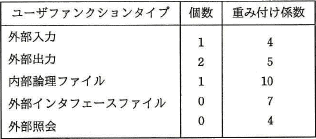 ユーザファンクションタイプ 個数 重み付け係数
外部入力 1 4
外部出力 2 5
内部論理ファイル 1 10
外部インタフェースファイル 0 7
外部照会 0 4